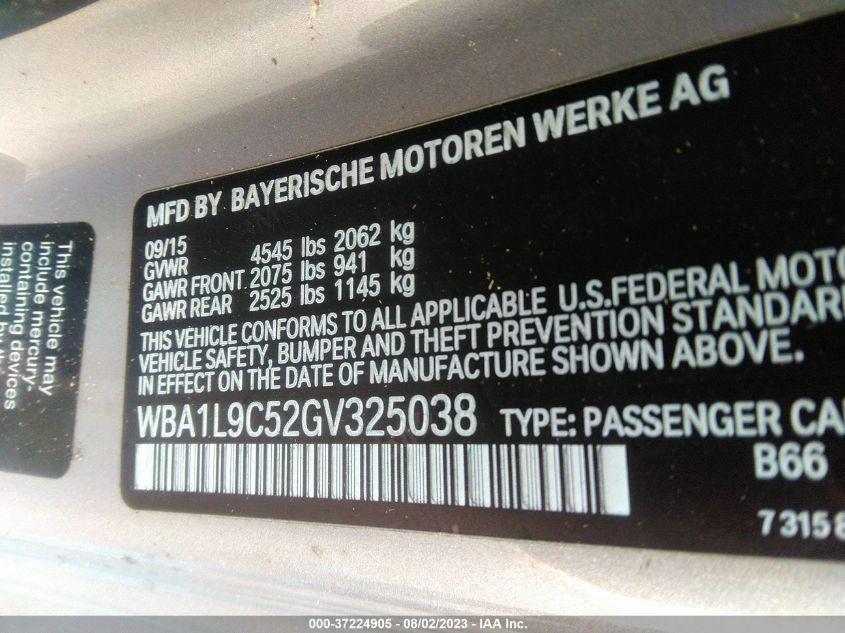 MFD BY BAYERISCHE MOTOREN WERKE AG
09/15
GVWR 4545 lbs 2062 kg
GAWR FRONT 2075 lbs 941 kg
GAWR REAR 2525 lbs 1145 kg
THIS VEHICLE CONFORMS TO ALL APPLICABLE U.S.FEDERAL MOTO
VEHICLE SAFETY, BUMPER AND THEFT PREVENTION STANDAR
IN EFFECT ON THE DATE OF MANUFACTURE SHOWN ABOVE.
WBA1L9C52GV325038 TYPE: PASSENGER CA
B66
73158
This vehicle may
include mercury-
containing devices
installed by the
000-37224905 - 08/02/2023 - IAA Inc.